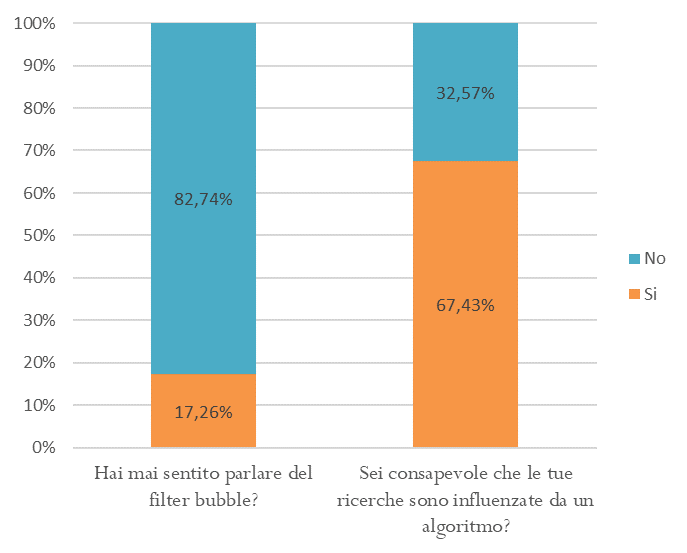 100%
90%
80%
70%
60%
50%
40%
30%
20%
10%
0%
82,74%
17,26%
32,57%
67,43%
No
Si
Hai mai sentito parlare del
filter bubble?
Sei consapevole che le tue
ricerche sono influenzate da un
algoritmo?